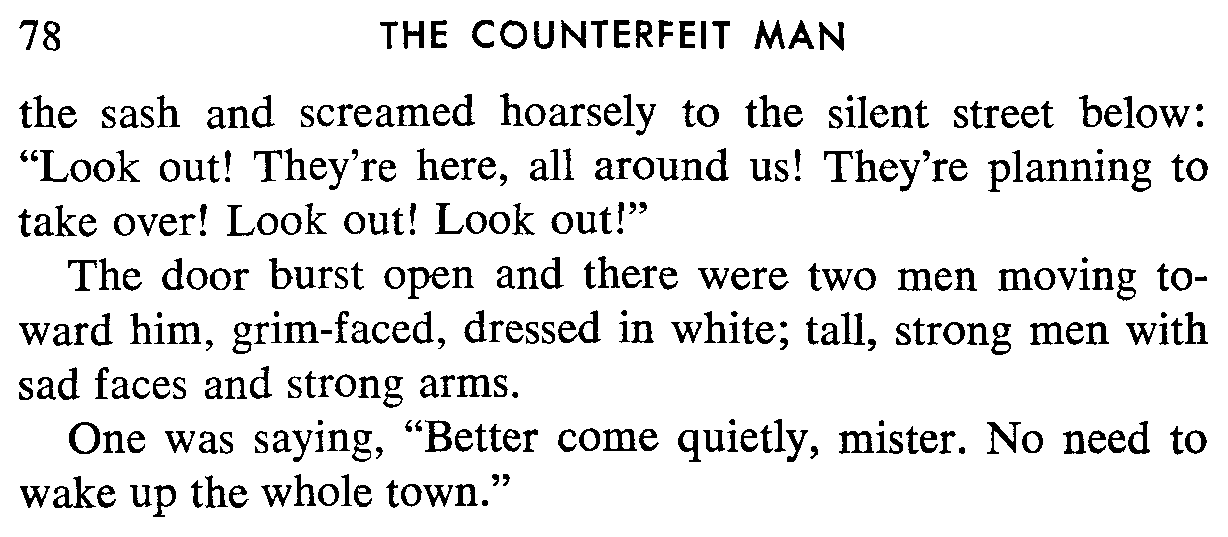 78 THE COUNTERFEIT MAN
the sash and screamed hoarsely to the silent street below:
“Look out! They’re here, all around us! They’re planning to
take over! Look out! Look out!”
The door burst open and there were two men moving to-
ward him, grim-faced, dressed in white; tall, strong men with
sad faces and strong arms.
One was saying, “Better come quietly, mister. No need to
wake up the whole town.”